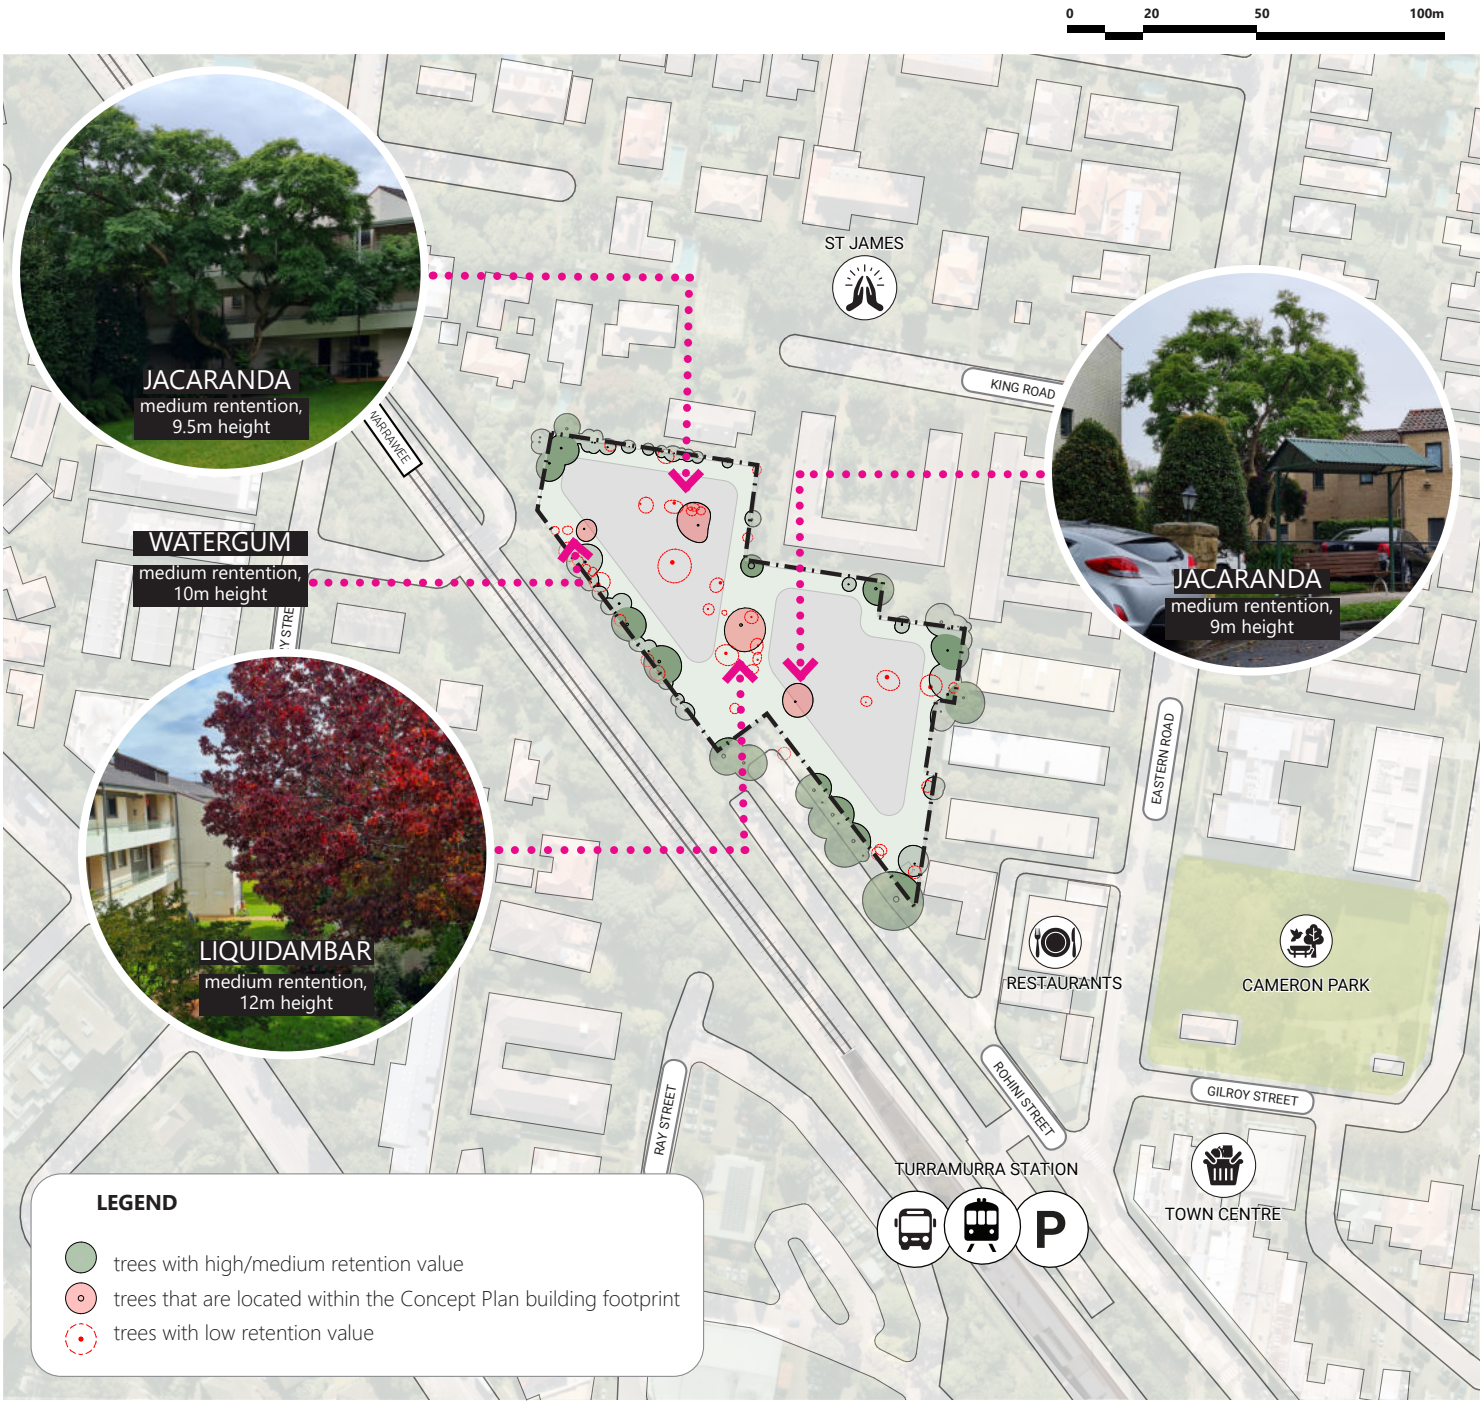 0 20 50 100m
ST JAMES
JACARANDA
medium rentention,
9.5m height
KING ROAD
WARRAWEE
WATERGUM
medium rentention,
10m height
JACARANDA
medium rentention,
9m height
Y STREE
EASTERN ROAD
LIQUIDAMBAR
medium rentention,
12m height
RESTAURANTS
CAMERON PARK
ROHINI STREET
GILROY STREET
RAY STREET
TURRAMURRA STATION
P
TOWN CENTRE
LEGEND
trees with high/medium retention value
trees that are located within the Concept Plan building footprint
trees with low retention value